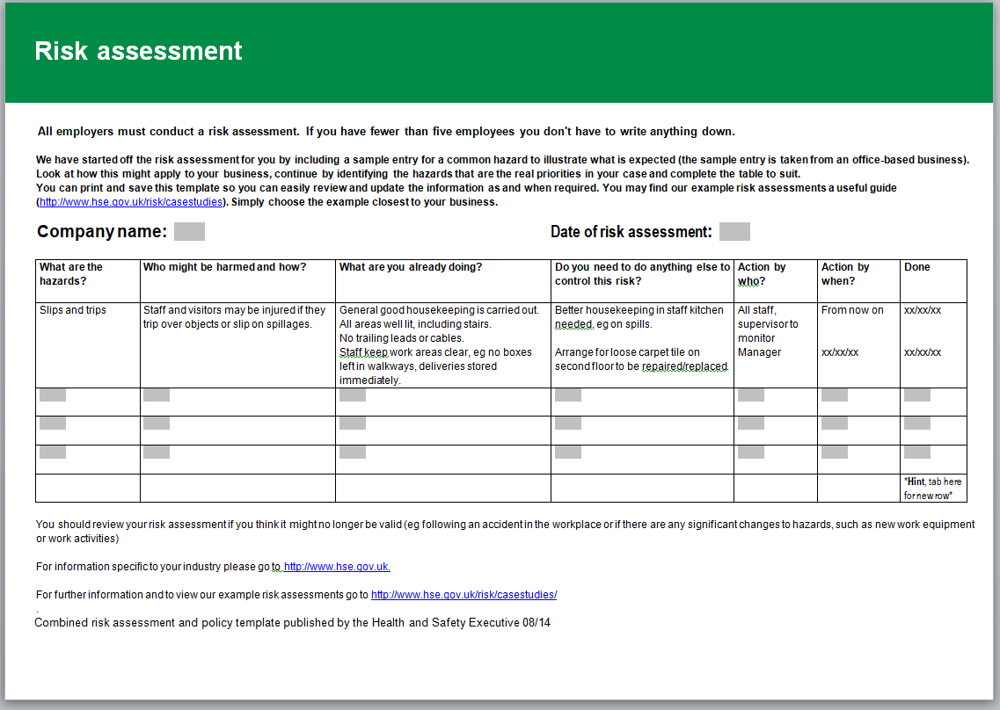 Risk assessment
All employers must conduct a risk assessment. If you have fewer than five employees you don't have to write anything down.
We have started off the risk assessment for you by including a sample entry for a common hazard to illustrate what is expected (the sample entry is taken from an office-based business).
Look at how this might apply to your business, continue by identifying the hazards that are the real priorities in your case and complete the table to suit.
You can print and save this template so you can easily review and update the information as and when required. You may find our example risk assessments a useful guide
(http://www.hse.gov.uk/risk/casestudies). Simply choose the example closest to your business.
Company name:
Date of risk assessment:
What are the
hazards?
Who might be harmed and how?
What are you already doing?
Do you need to do anything else to
control this risk?
Action by
who?
Action by
when?
Done
Slips and trips
Staff and visitors may be injured if they
trip over objects or slip on spillages.
General good housekeeping is carried out.
All areas well lit, including stairs.
No trailing leads or cables.
Staff keep work areas clear, eg no boxes
left in walkways, deliveries stored
immediately.
Better housekeeping in staff kitchen
needed, eg on spills.
Arrange for loose carpet tile on
second floor to be repaired/replaced.
All staff,
supervisor to
monitor
Manager
From now on
xx/xx/xx
xx/xx/xx
xx/xx/xx
*Hint, tab here
for new row*
You should review your risk assessment if you think it might no longer be valid (eg following an accident in the workplace or if there are any significant changes to hazards, such as new work equipment
or work activities)
For information specific to your industry please go to http://www.hse.gov.uk.
For further information and to view our example risk assessments go to http://www.hse.gov.uk/risk/casestudies/
.
Combined risk assessment and policy template published by the Health and Safety Executive 08/14